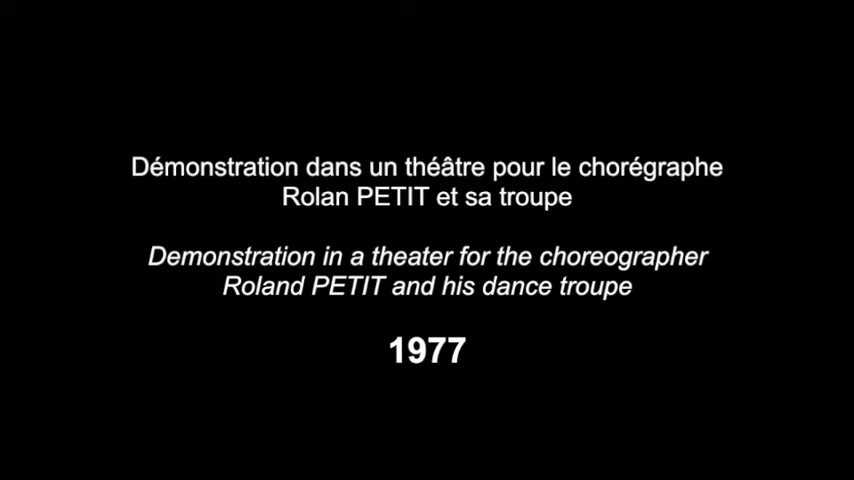 Démonstration dans un théâtre pour le chorégraphe
Rolan PETIT et sa troupe
Demonstration in a theater for the choreographer
Roland PETIT and his dance troupe
1977